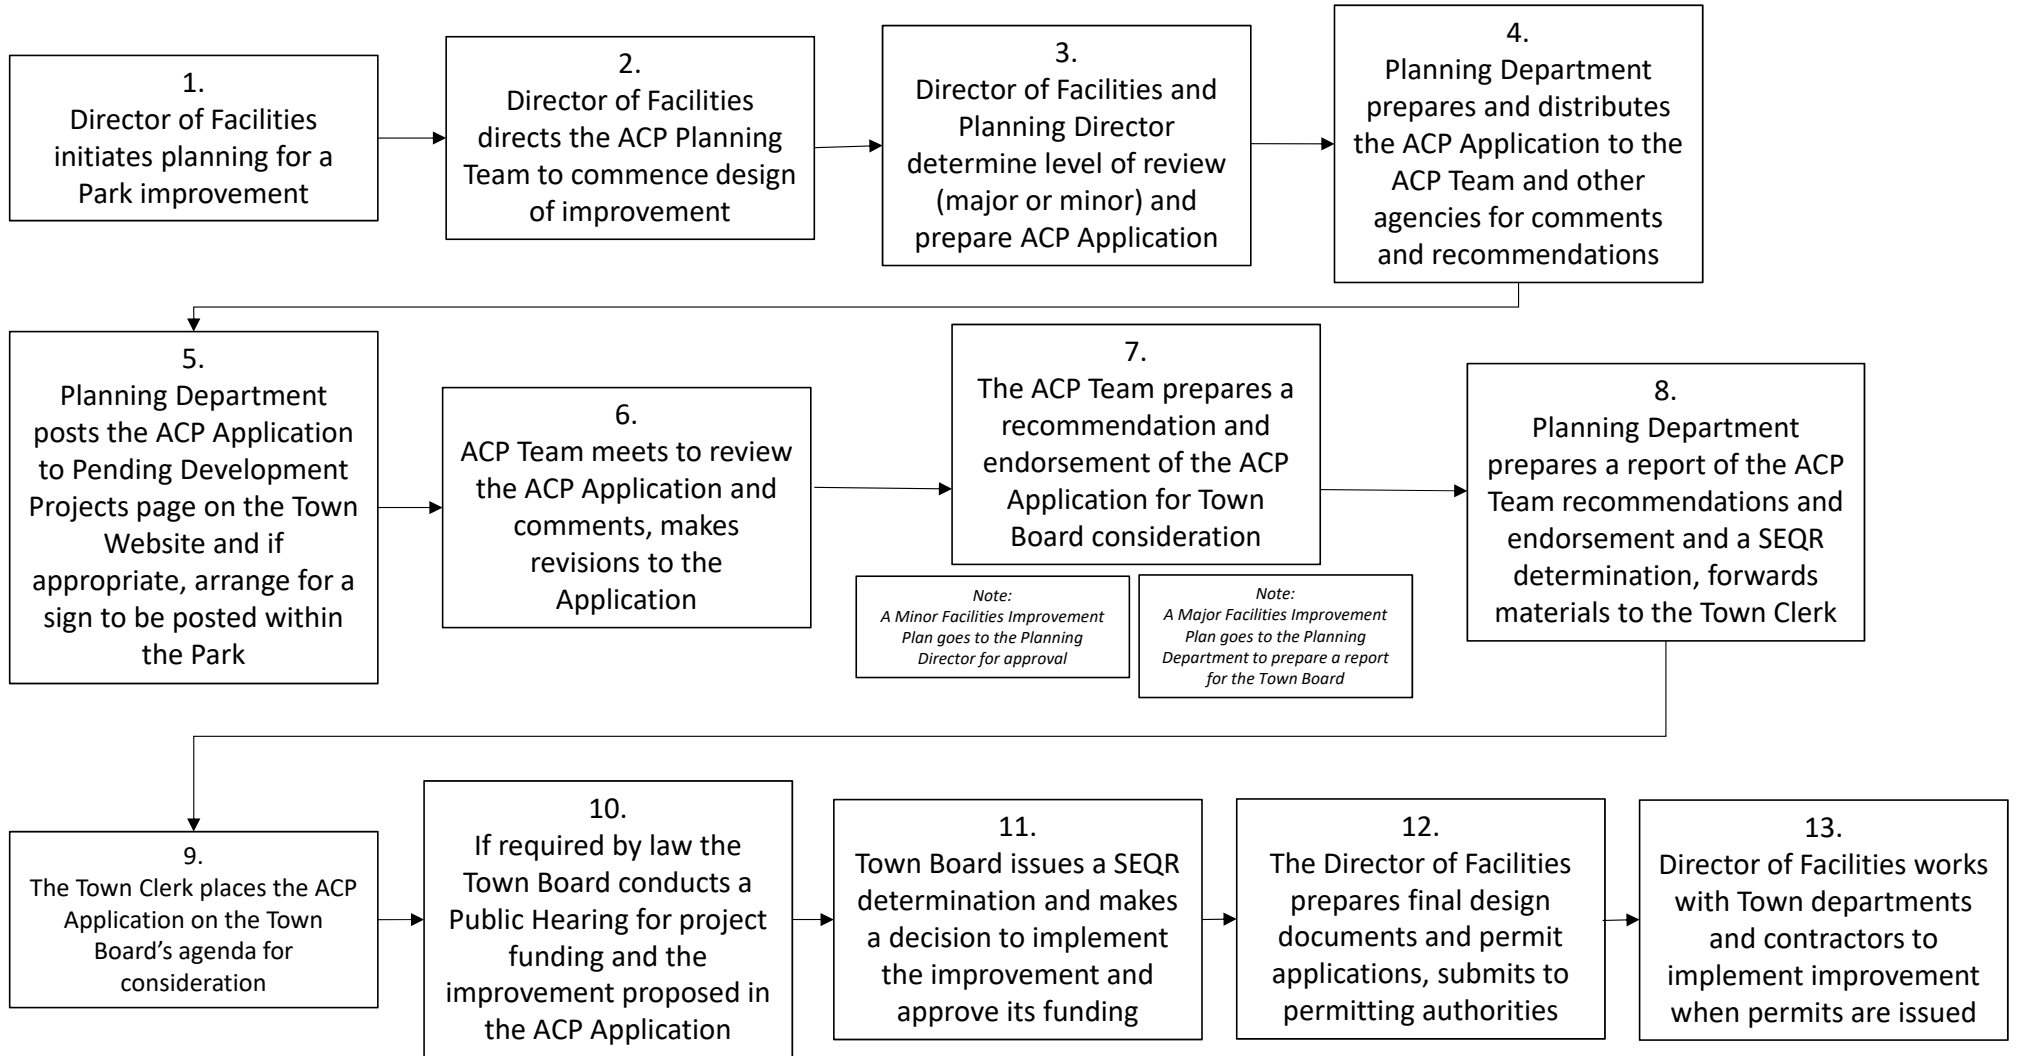 1.
Director of Facilities
initiates planning for a
Park improvement
2.
Director of Facilities
directs the ACP Planning
Team to commence design
of improvement
3.
Director of Facilities and
Planning Director
determine level of review
(major or minor) and
prepare ACP Application
4.
Planning Department
prepares and distributes
the ACP Application to the
ACP Team and other
agencies for comments
and recommendations
5.
Planning Department
posts the ACP Application
to Pending Development
Projects page on the Town
Website and if
appropriate, arrange for a
sign to be posted within
the Park
6.
ACP Team meets to review
the ACP Application and
comments, makes
revisions to the
Application
7.
The ACP Team prepares a
recommendation and
endorsement of the ACP
Application for Town
Board consideration
Note:
A Minor Facilities Improvement
Plan goes to the Planning
Director for approval
Note:
A Major Facilities Improvement
Plan goes to the Planning
Department to prepare a report
for the Town Board
8.
Planning Department
prepares a report of the ACP
Team recommendations and
endorsement and a SEQR
determination, forwards
materials to the Town Clerk
9.
The Town Clerk places the ACP
Application on the Town
Board’s agenda for
consideration
10.
If required by law the
Town Board conducts a
Public Hearing for project
funding and the
improvement proposed in
the ACP Application
11.
Town Board issues a SEQR
determination and makes
a decision to implement
the improvement and
approve its funding
12.
The Director of Facilities
prepares final design
documents and permit
applications, submits to
permitting authorities
13.
Director of Facilities works
with Town departments
and contractors to
implement improvement
when permits are issued